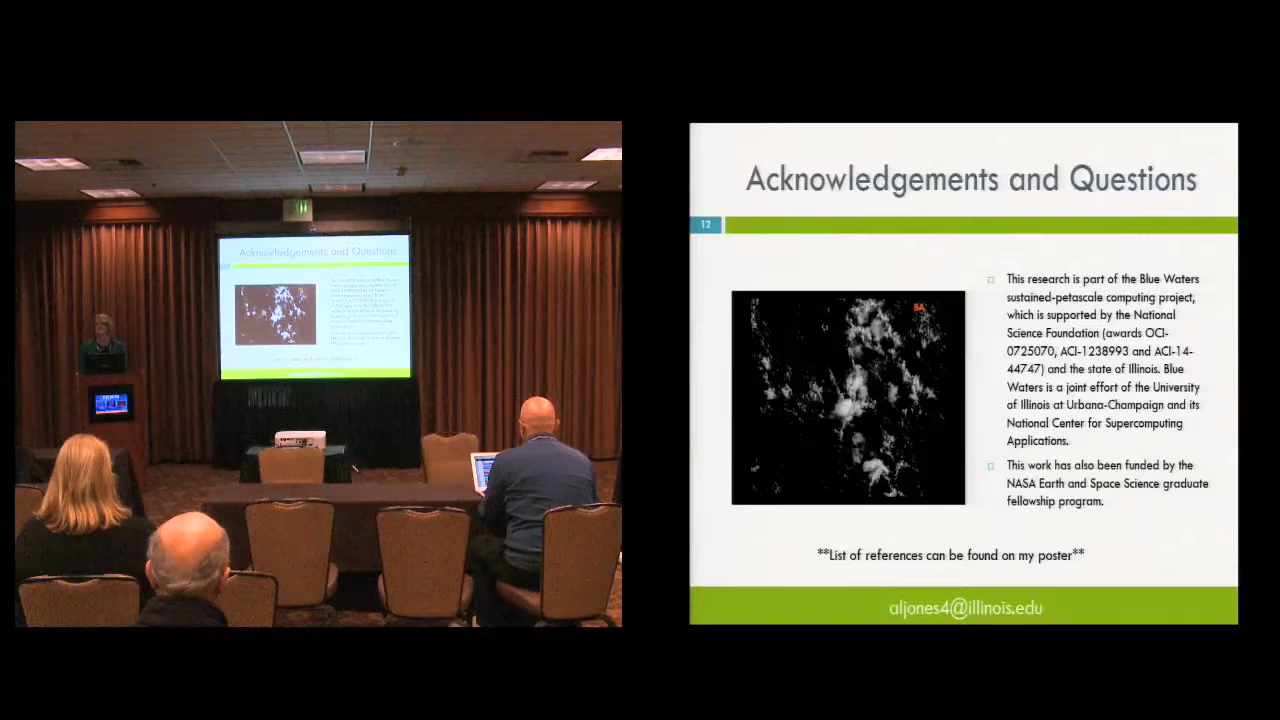 Acknowledgements and Questions
Acknowledgements and Questions
12
This research is part of the Blue Waters
sustained-petascale computing project,
which is supported by the National
Science Foundation (awards OCI-
0725070, ACI-1238993 and ACI-14-
44747) and the state of Illinois. Blue
Waters is a joint effort of the University
of Illinois at Urbana-Champaign and its
National Center for Supercomputing
Applications.
This work has also been funded by the
NASA Earth and Space Science graduate
fellowship program.
**List of references can be found on my poster**
aljones4@illinois.edu